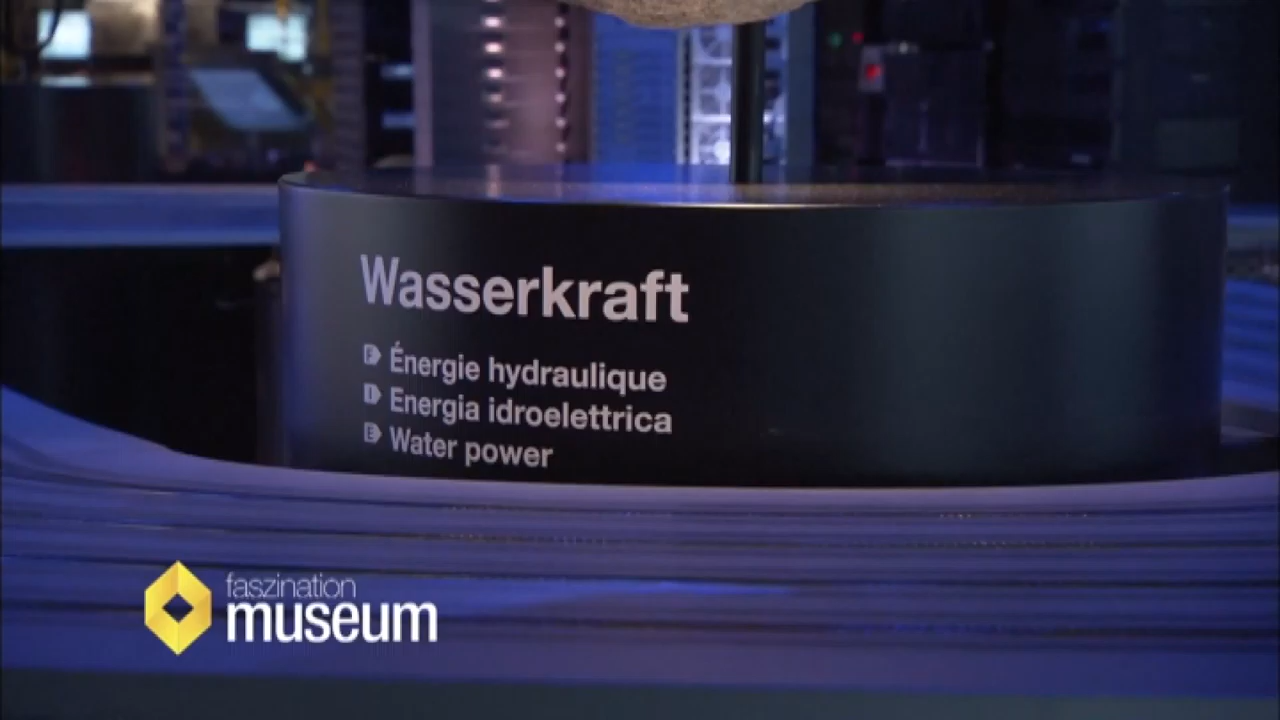 Wasserkraft
F Énergie hydraulique
I Energia idroelettrica
E Water power
faszination
museum